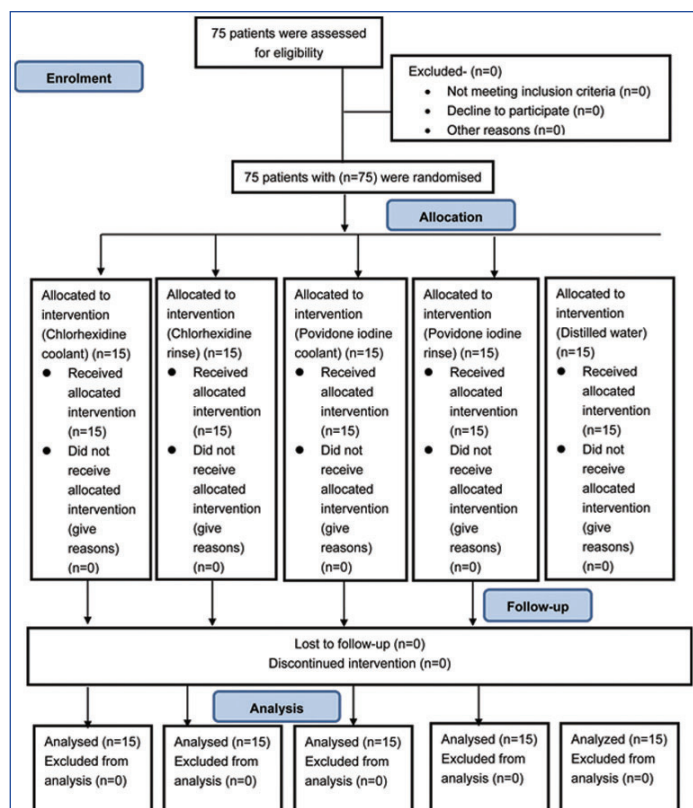 75 patients were assessed
for eligibility
Enrolment
Excluded- (n=0)
• Not meeting inclusion criteria (n=0)
• Decline to participate (n=0)
• Other reasons (n=0)
75 patients with (n=75) were randomised
Allocation
Allocated to
intervention
(Chlorhexidine
coolant) (n=15)
● Received
allocated
intervention
(n=15)
● Did not
receive
allocated
intervention
(give
reasons)
(n=0)
Allocated to
intervention
(Chlorhexidine
rinse) (n=15)
● Received
allocated
intervention
(n=15)
● Did not
receive
allocated
intervention
(give
reasons)
(n=0)
Allocated to
intervention
(Povidone iodine
coolant) (n=15)
● Received
allocated
intervention
(n=15)
● Did not
receive
allocated
intervention
(give
reasons)
(n=0)
Allocated to
intervention
(Povidone iodine
rinse) (n=15)
● Received
allocated
intervention
(n=15)
● Did not
receive
allocated
intervention
(give
reasons)
(n=0)
Allocated to
intervention
(Distilled water)
(n=15)
● Received
allocated
intervention
(n=15)
● Did not
receive
allocated
intervention
(give
reasons)
(n=0)
Follow-up
Lost to follow-up (n=0)
Discontinued intervention (n=0)
Analysis
Analysed (n=15)
Excluded from
analysis (n=0)
Analysed (n=15)
Excluded from
analysis (n=0)
Analysed (n=15)
Excluded from
analysis (n=0)
Analysed (n=15)
Excluded from
analysis (n=0)
Analyzed (n=15)
Excluded from
analysis (n=0)